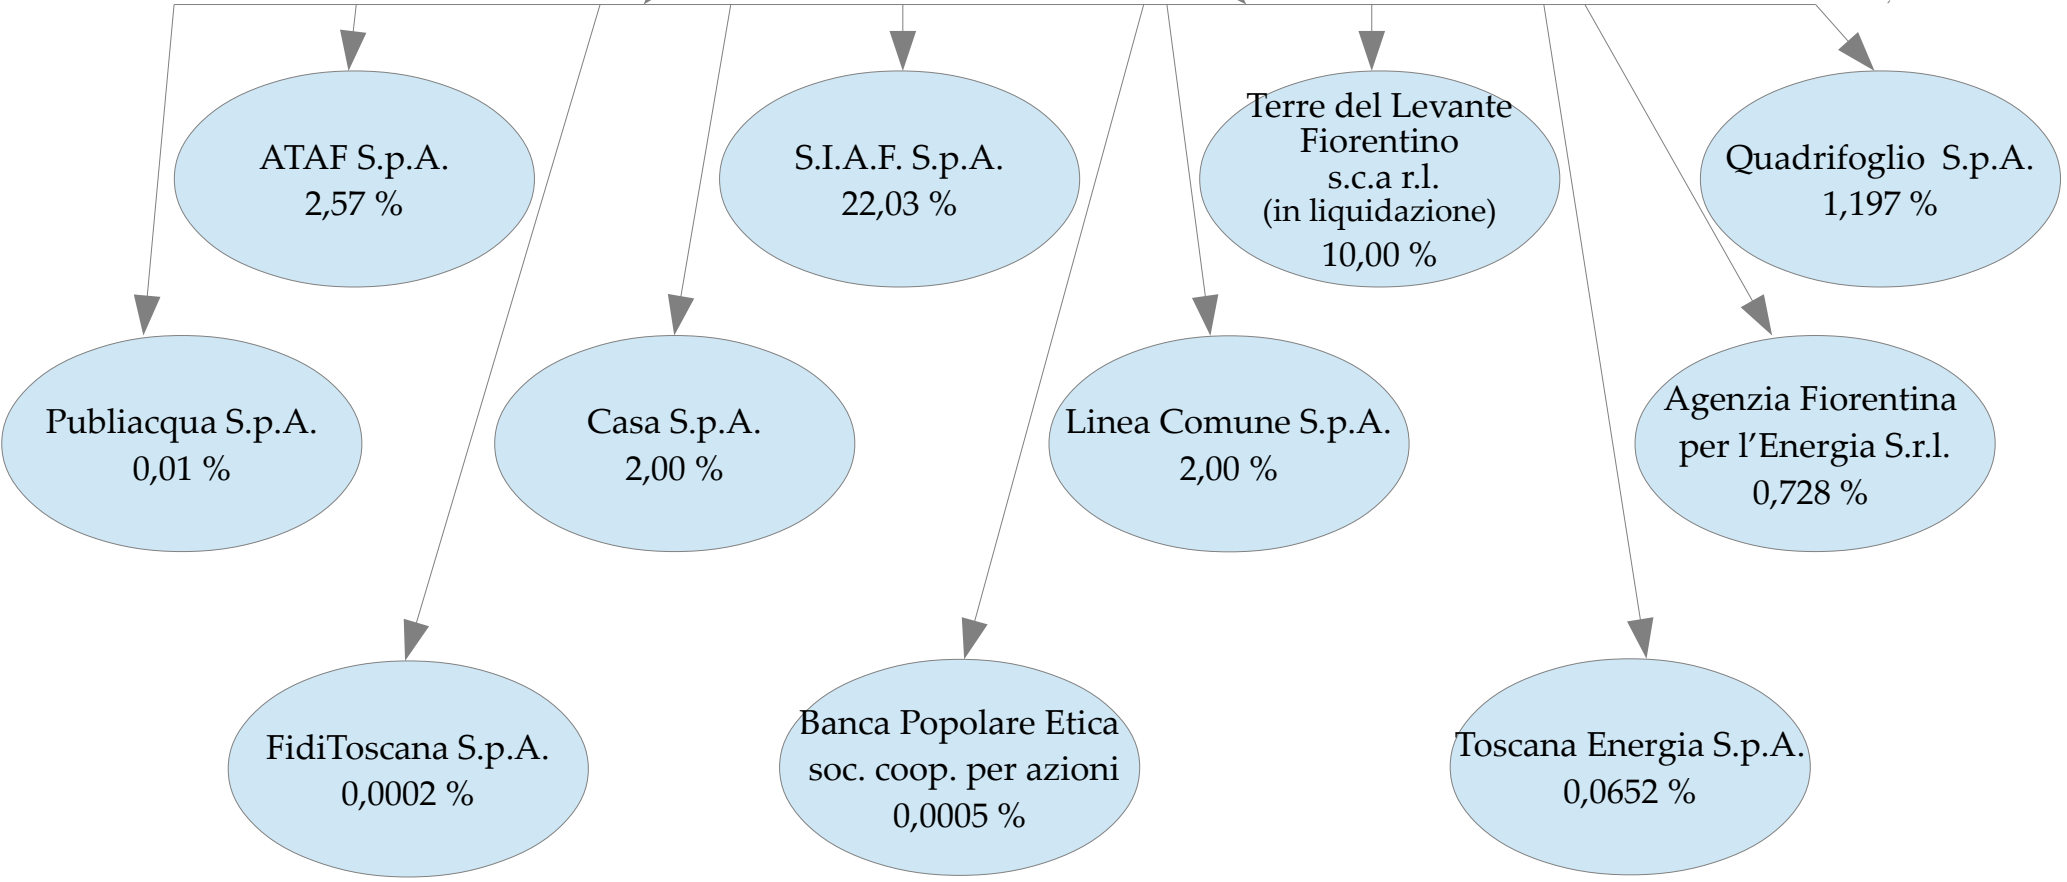 ATAF S.p.A.
2,57 %
S.I.A.F. S.p.A.
22,03 %
Terre del Levante
Fiorentino
s.c.a r.l.
(in liquidazione)
10,00 %
Quadrifoglio  S.p.A.
1,197 %
Publiacqua S.p.A.
0,01 %
Casa S.p.A.
2,00 %
Linea Comune S.p.A.
2,00 %
Agenzia Fiorentina
per l’Energia S.r.l.
0,728 %
FidiToscana S.p.A.
0,0002 %
Banca Popolare Etica
soc. coop. per azioni
0,0005 %
Toscana Energia S.p.A.
0,0652 %